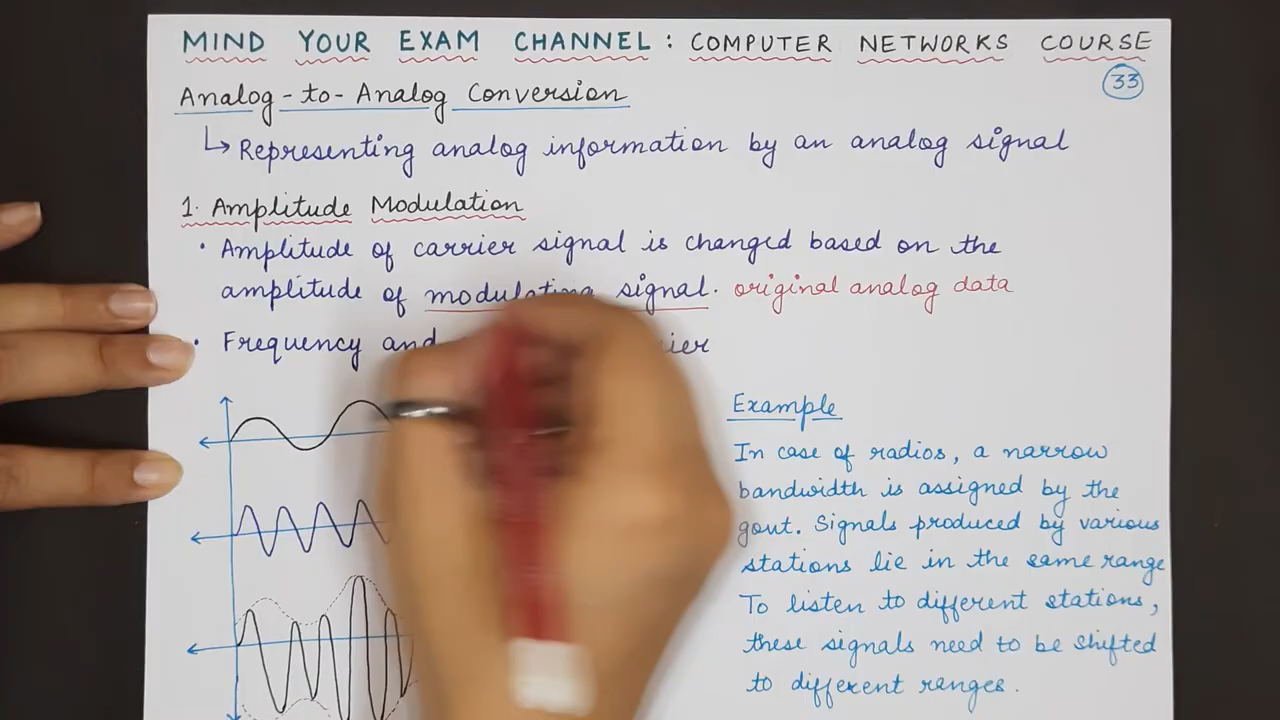 MIND YOUR EXAM CHANNEL: COMPUTER NETWORKS COURSE
33
Analog-to-Analog Conversion
↳ Representing analog information by an analog signal
1. Amplitude Modulation
• Amplitude of carrier signal is changed based on the
amplitude of modulating signal. original analog data
• Frequency and
Example
In case of radios, a narrow
bandwidth is assigned by the
govt. Signals produced by various
stations lie in the same range
To listen to different stations,
these signals need to be shifted
to different ranges.